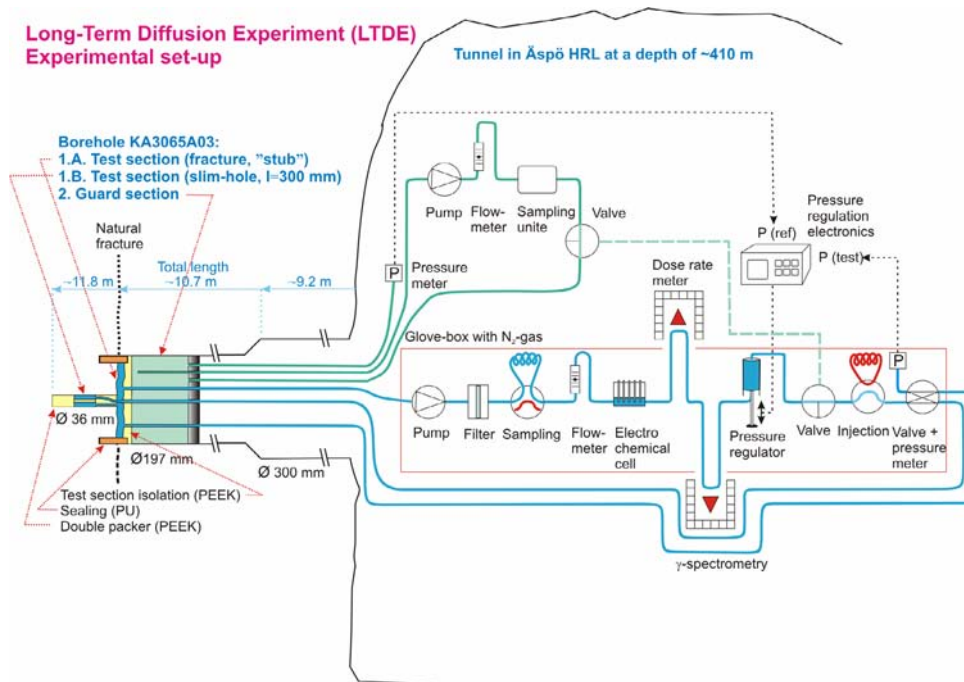 Long-Term Diffusion Experiment (LTDE)
Experimental set-up
Tunnel in Äspö HRL at a depth of ~410 m
Borehole KA3065A03:
1.A. Test section (fracture, ”stub”)
1.B. Test section (slim-hole, l=300 mm)
2. Guard section
Natural
fracture
Total length
~11.8 m
~10.7 m
~9.2 m
Pump
Flow-
meter
Sampling
unite
Valve
P
Pressure
meter
Pressure
regulation
electronics
P (ref)
P (test)
Dose rate
meter
Glove-box with N₂-gas
P
Pump
Filter
Sampling
Flow-
meter
Electro
chemical
cell
Pressure
regulator
Valve
Injection
Valve +
pressure
meter
Ø 36 mm
Ø197 mm
Ø 300 mm
Test section isolation (PEEK)
Sealing (PU)
Double packer (PEEK)
γ-spectrometry